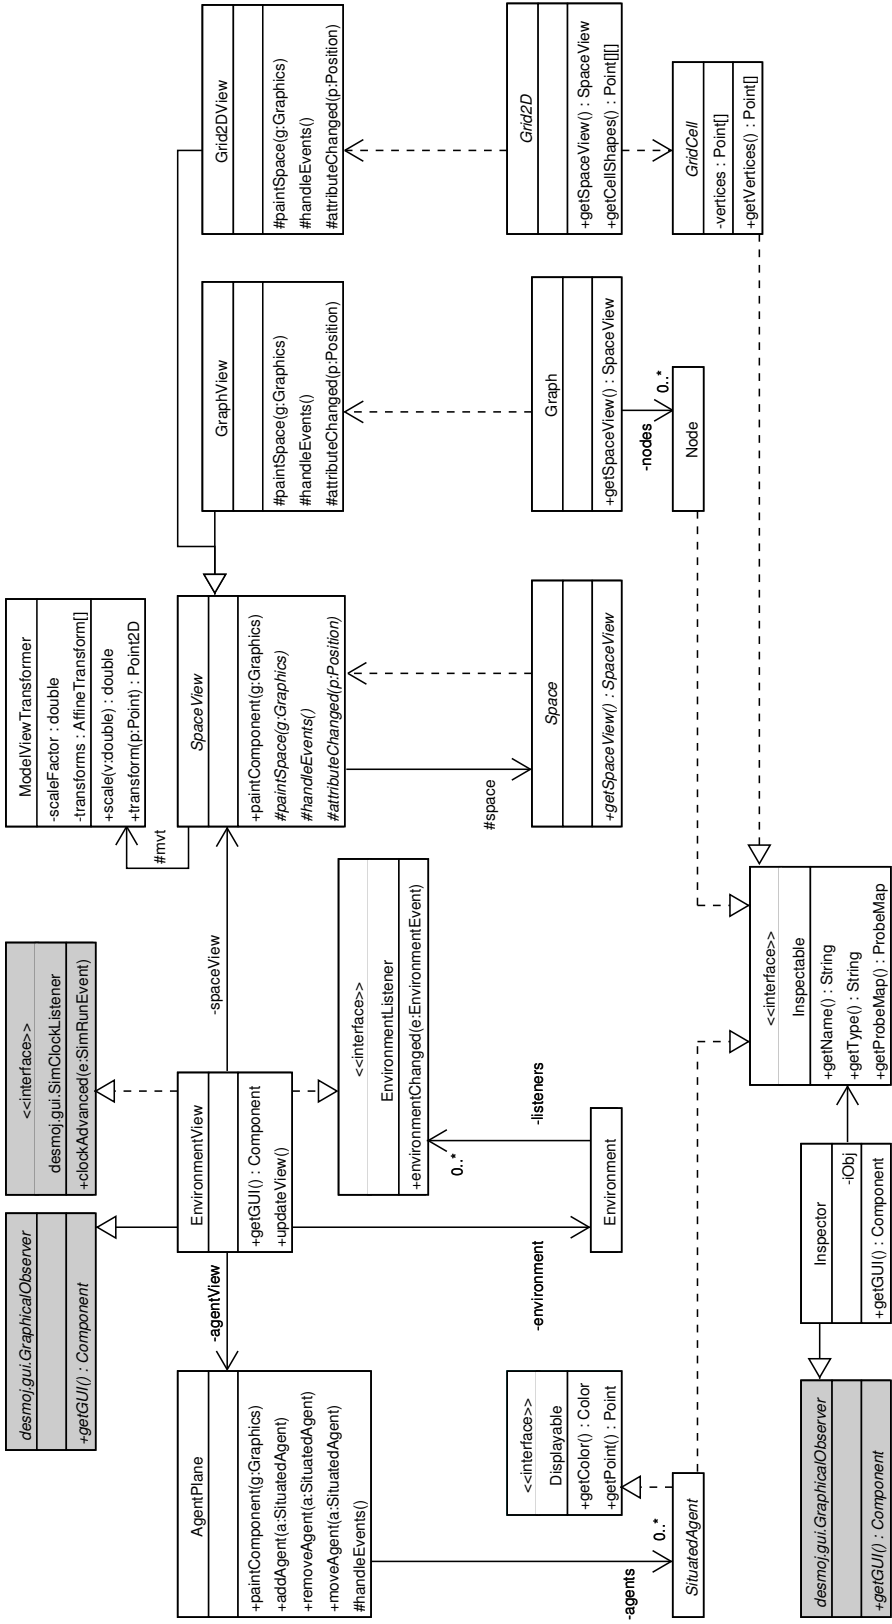 desmoj.gui.GraphicalObserver
+getGUI() : Component
<<interface>>
desmoj.gui.SimClockListener
+clockAdvanced(e:SimRunEvent)
ModelViewTransformer
-scaleFactor : double
-transforms : AffineTransform[]
+scale(v:double) : double
+transform(p:Point) : Point2D
#mvt
AgentPlane
+paintComponent(g:Graphics)
+addAgent(a:SituatedAgent)
+removeAgent(a:SituatedAgent)
+moveAgent(a:SituatedAgent)
#handleEvents()
-agentView
EnvironmentView
+getGUI() : Component
+updateView()
-spaceView
SpaceView
+paintComponent(g:Graphics)
#paintSpace(g:Graphics)
#handleEvents()
#attributeChanged(p:Position)
GraphView
#paintSpace(g:Graphics)
#handleEvents()
#attributeChanged(p:Position)
Grid2DView
#paintSpace(g:Graphics)
#handleEvents()
#attributeChanged(p:Position)
<<interface>>
EnvironmentListener
+environmentChanged(e:EnvironmentEvent)
0..*
-listeners
-environment
Environment
#space
Space
+getSpaceView() : SpaceView
Graph
+getSpaceView() : SpaceView
-nodes
0..*
Node
Grid2D
+getSpaceView() : SpaceView
+getCellShapes() : Point[][]
GridCell
-vertices : Point[]
+getVertices() : Point[]
<<interface>>
Displayable
+getColor() : Color
+getPoint() : Point
-agents
0..*
SituatedAgent
<<interface>>
Inspectable
+getName() : String
+getType() : String
+getProbeMap() : ProbeMap
Inspector
-iObj
+getGUI() : Component
desmoj.gui.GraphicalObserver
+getGUI() : Component